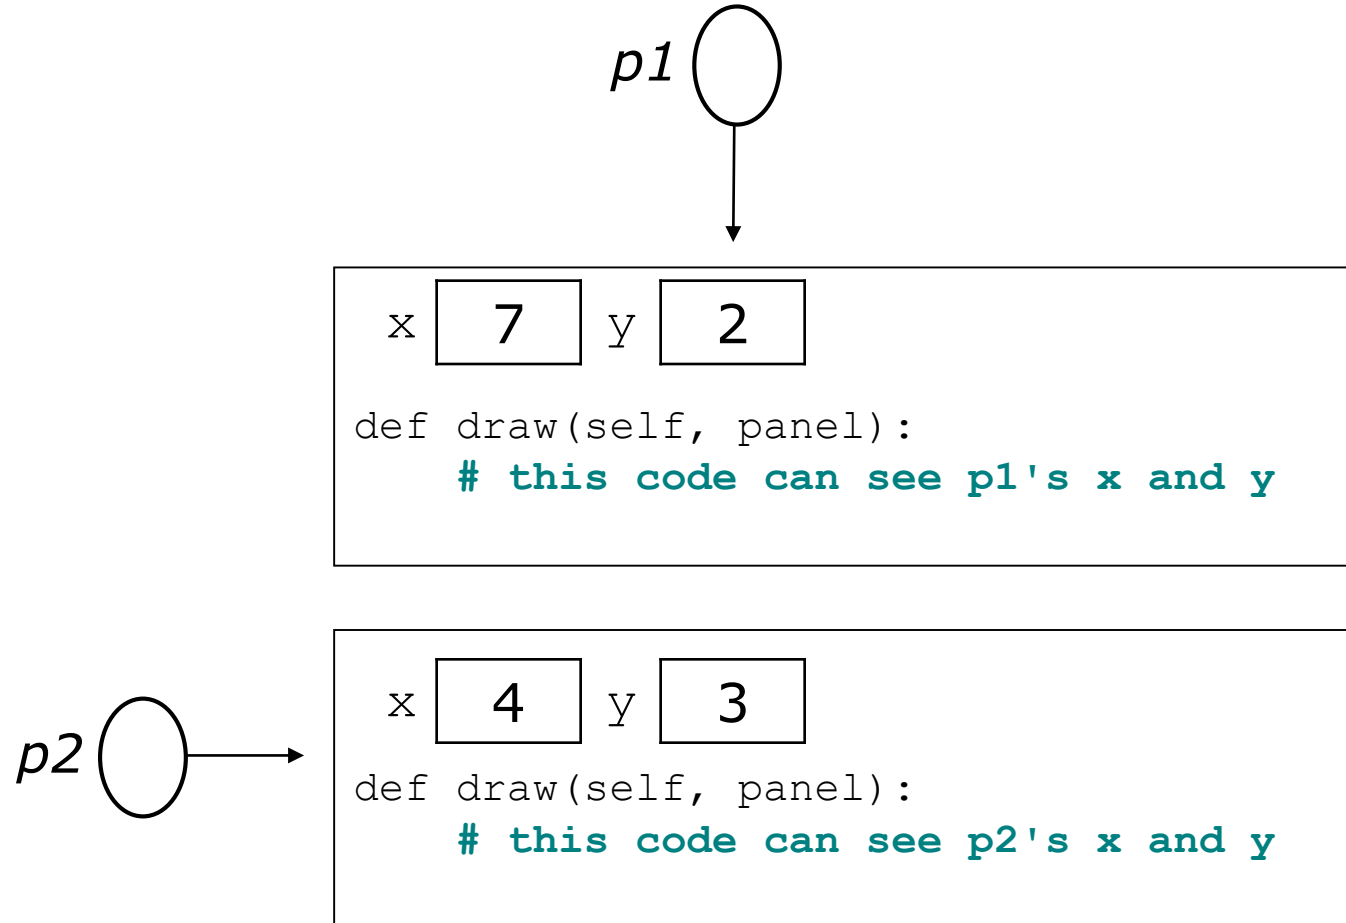 p1
x 7 y 2
def draw(self, panel):
# this code can see p1's x and y
p2
x 4 y 3
def draw(self, panel):
# this code can see p2's x and y